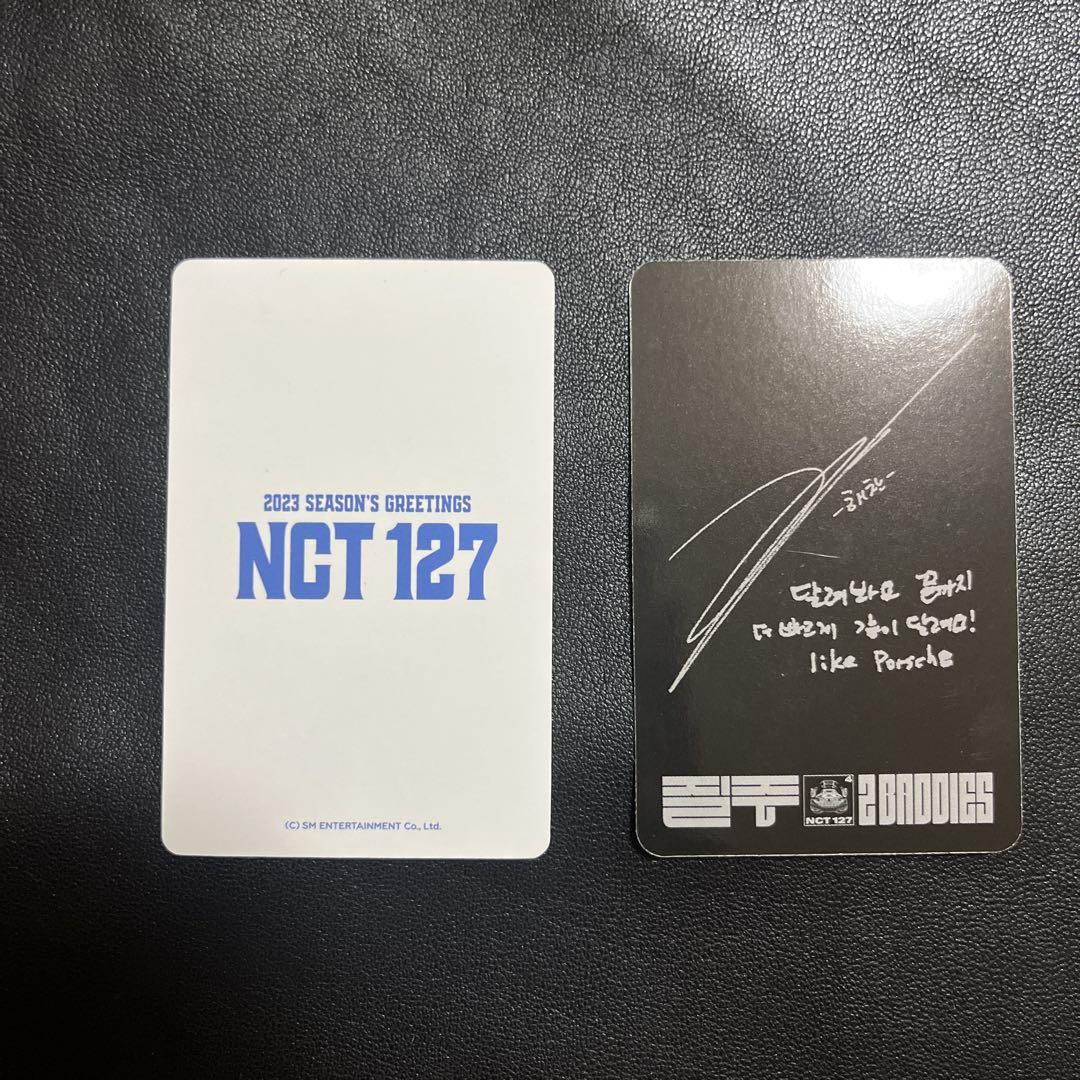 2023 SEASON'S GREETINGS
NCT 127
(C) SM ENTERTAINMENT Co., Ltd.
-해찬-
달려봐요 끝까지
더 빠르게 같이 달려요!
like Porsche
질주
4
NCT 127
2 BADDIES